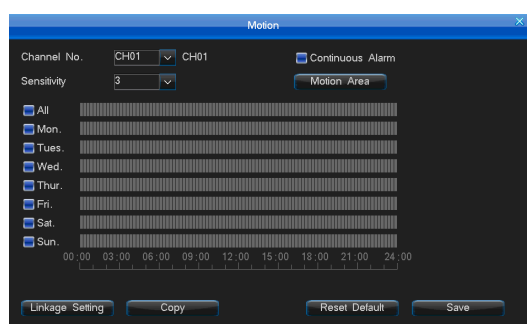 Motion
Channel No. CH01 CH01 Continuous Alarm
Sensitivity 3 Motion Area
All
Mon.
Tues.
Wed.
Thur.
Fri.
Sat.
Sun.
00:00 03:00 06:00 09:00 12:00 15:00 18:00 21:00 24:00
Linkage Setting Copy Reset Default Save